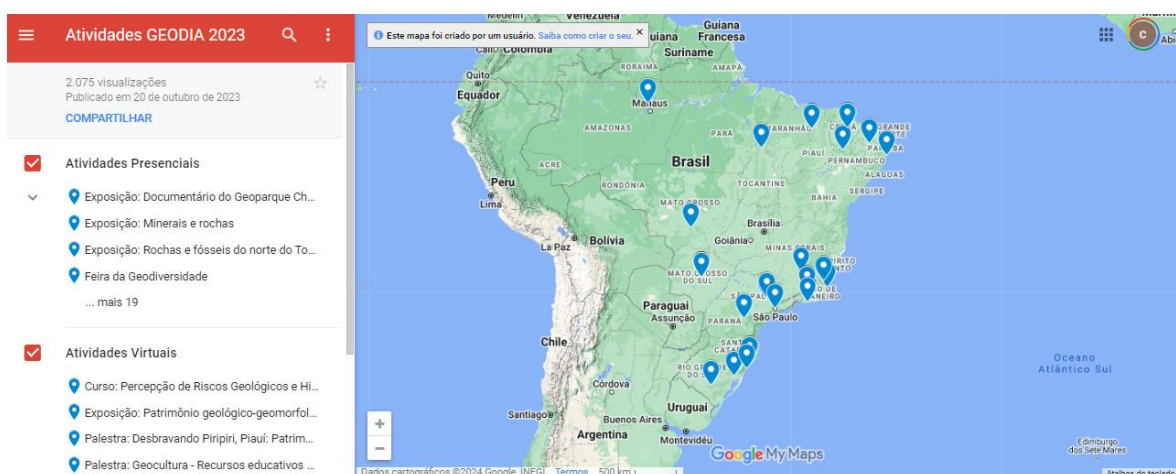 Atividades GEODIA 2023
2.075 visualizações
Publicado em 20 de outubro de 2023
COMPARTILHAR
Atividades Presenciais
Exposição: Documentário do Geoparque Ch...
Exposição: Minerais e rochas
Exposição: Rochas e fósseis do norte do To...
Feira da Geodiversidade
... mais 19
Atividades Virtuais
Curso: Percepção de Riscos Geológicos e Hi...
Exposição: Patrimônio geológico-geomorfol...
Palestra: Desbravando Piripiri, Piauí: Patrim...
Palestra: Geocultura - Recursos educativos ...
Este mapa foi criado por um usuário. Saiba como criar o seu.
C
Medellín
Venezuela
Guiana
Cali
Colombia
Guiana Francesa
Suriname
RORAIMA
AMAPÁ
Quito
Equador
Manaus
AMAZONAS
PARÁ
PIAUÍ
PERNAMBUCO
ALAGOAS
SERGIPE
ACRE
Brasil
RONDÔNIA
TOCANTINS
BAHIA
Peru
Lima
MATO GROSSO
Brasília
La Paz
Bolívia
Goiânia
MINAS GERAIS
MATO GROSSO DO SUL
Paraguai
Assunção
PARANÁ
São Paulo
Chile
Córdova
Santiago
Uruguai
Buenos Aires
Argentina
Montevidéu
Oceano
Atlântico Sul
Edimburgo
dos Sete Mares
Google My Maps
Dados cartográficos ©2024 Google, INEGI
Termos
500 km
Atalhos do teclado